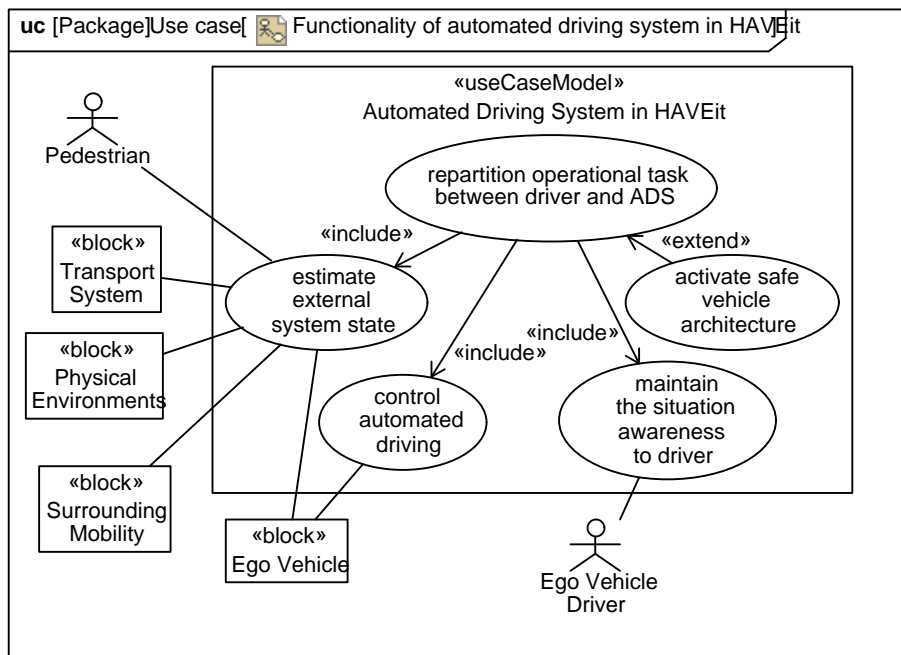 uc [Package]Use case[ Functionality of automated driving system in HAVEit]
«useCaseModel»
Automated Driving System in HAVEit
Pedestrian
repartition operational task
between driver and ADS
«include»
«extend»
«block»
Transport
System
estimate
external
system state
activate safe
vehicle
architecture
«block»
Physical
Environments
«include»
«include»
control
automated
driving
maintain
the situation
awareness
to driver
«block»
Surrounding
Mobility
«block»
Ego Vehicle
Ego Vehicle
Driver